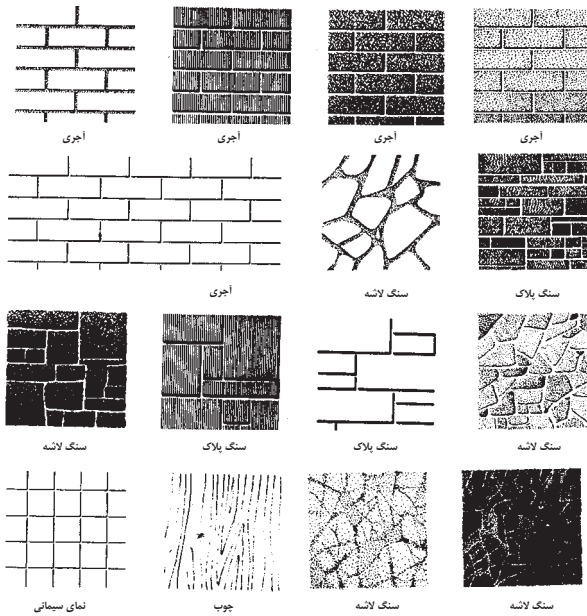 آجری
آجری
آجری
آجری
سنگ پلاک
سنگ لاشه
آجری
سنگ لاشه
سنگ پلاک
سنگ پلاک
سنگ لاشه
سنگ لاشه
سنگ لاشه
چوب
نمای سیمانی